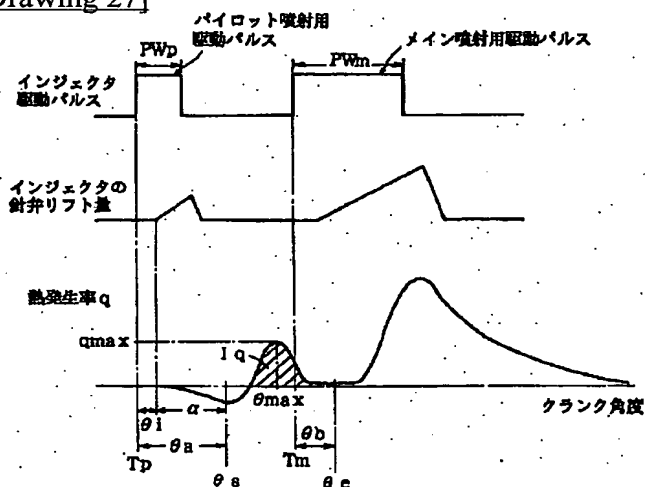 Drawing 27]
パイロット噴射用
駆動パルス
メイン噴射用駆動パルス
PWp
PWm
インジェクタ
駆動パルス
インジェクタの
針弁リフト量
熱発生率q
qmax
Iq
θmax
クランク角度
θi
α
θa
θb
Tp
Tm
θs
θe